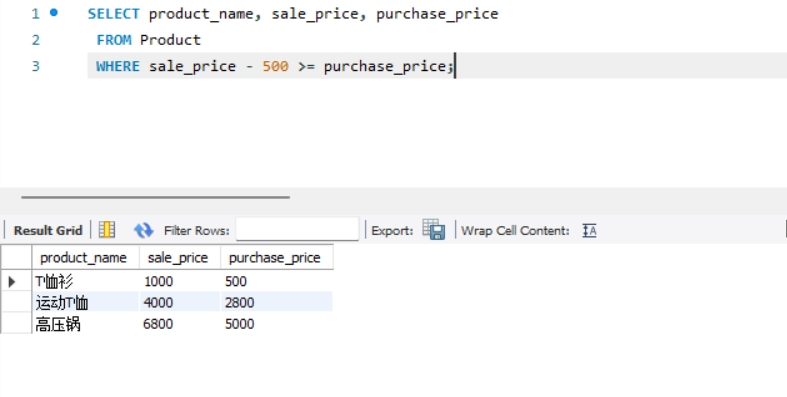 1 SELECT product_name, sale_price, purchase_price
2 FROM Product
3 WHERE sale_price - 500 >= purchase_price;
Result Grid Filter Rows: Export: Wrap Cell Content:
product_name sale_price purchase_price
T恤衫 1000 500
运动T恤 4000 2800
高压锅 6800 5000